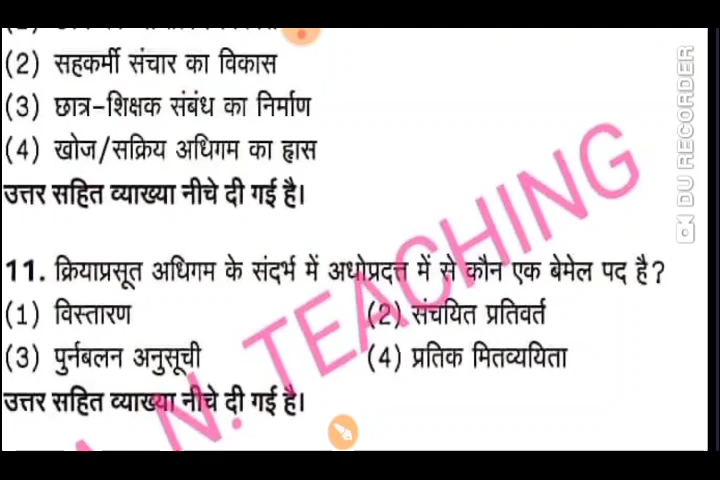 (2) सहकर्मी संचार का विकास
(3) छात्र-शिक्षक संबंध का निर्माण
(4) खोज/सक्रिय अधिगम का ह्रास
उत्तर सहित व्याख्या नीचे दी गई है।
11. क्रियाप्रसूत अधिगम के संदर्भ में अधोप्रदत्त में से कौन एक बेमेल पद है?
(1) विस्तारण (2) संचयित प्रतिवर्त
(3) पुर्नबलन अनुसूची (4) प्रतिक मितव्ययिता
उत्तर सहित व्याख्या नीचे दी गई है।
N. TEACHING
DU RECORDER